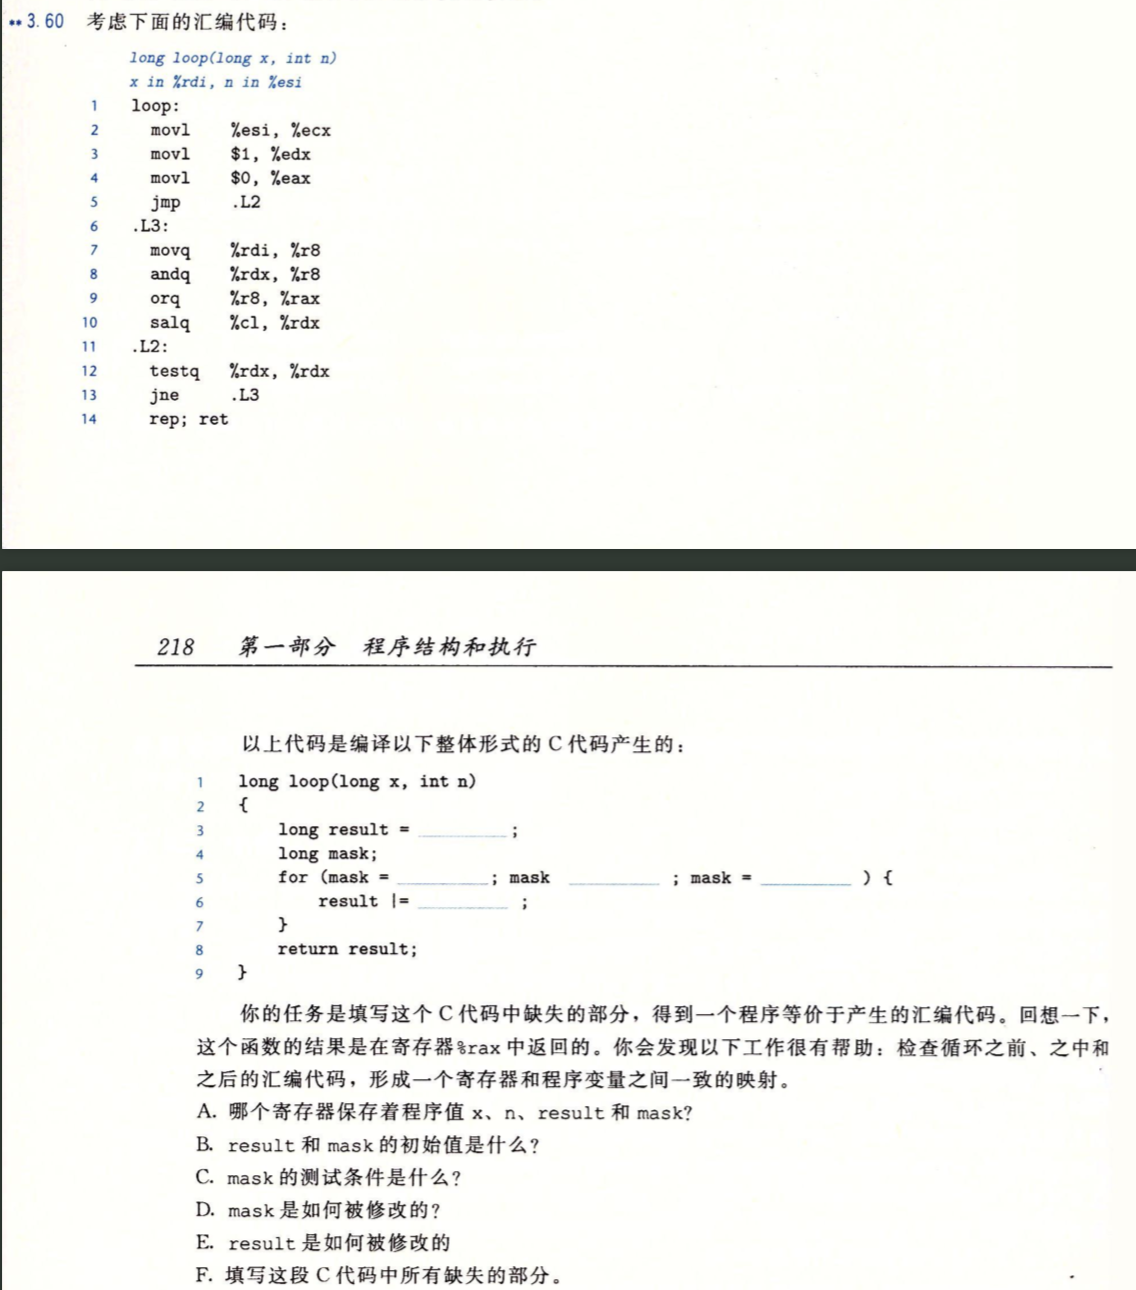 •• 3.60 考虑下面的汇编代码：
long loop(long x, int n)
x in %rdi, n in %esi
1 loop:
2 movl %esi, %ecx
3 movl $1, %edx
4 movl $0, %eax
5 jmp .L2
6 .L3:
7 movq %rdi, %r8
8 andq %rdx, %r8
9 orq %r8, %rax
10 salq %cl, %rdx
11 .L2:
12 testq %rdx, %rdx
13 jne .L3
14 rep; ret
218 第一部分 程序结构和执行
以上代码是编译以下整体形式的 C 代码产生的：
1 long loop(long x, int n)
2 {
3 long result = ________;
4 long mask;
5 for (mask = ________; mask ________; mask = ________) {
6 result |= ________;
7 }
8 return result;
9 }
你的任务是填写这个 C 代码中缺失的部分，得到一个程序等价于产生的汇编代码。回想一下，
这个函数的结果是在寄存器%rax 中返回的。你会发现以下工作很有帮助：检查循环之前、之中和
之后的汇编代码，形成一个寄存器和程序变量之间一致的映射。
A. 哪个寄存器保存着程序值 x、n、result 和 mask?
B. result 和 mask 的初始值是什么?
C. mask 的测试条件是什么?
D. mask 是如何被修改的?
E. result 是如何被修改的
F. 填写这段 C 代码中所有缺失的部分。